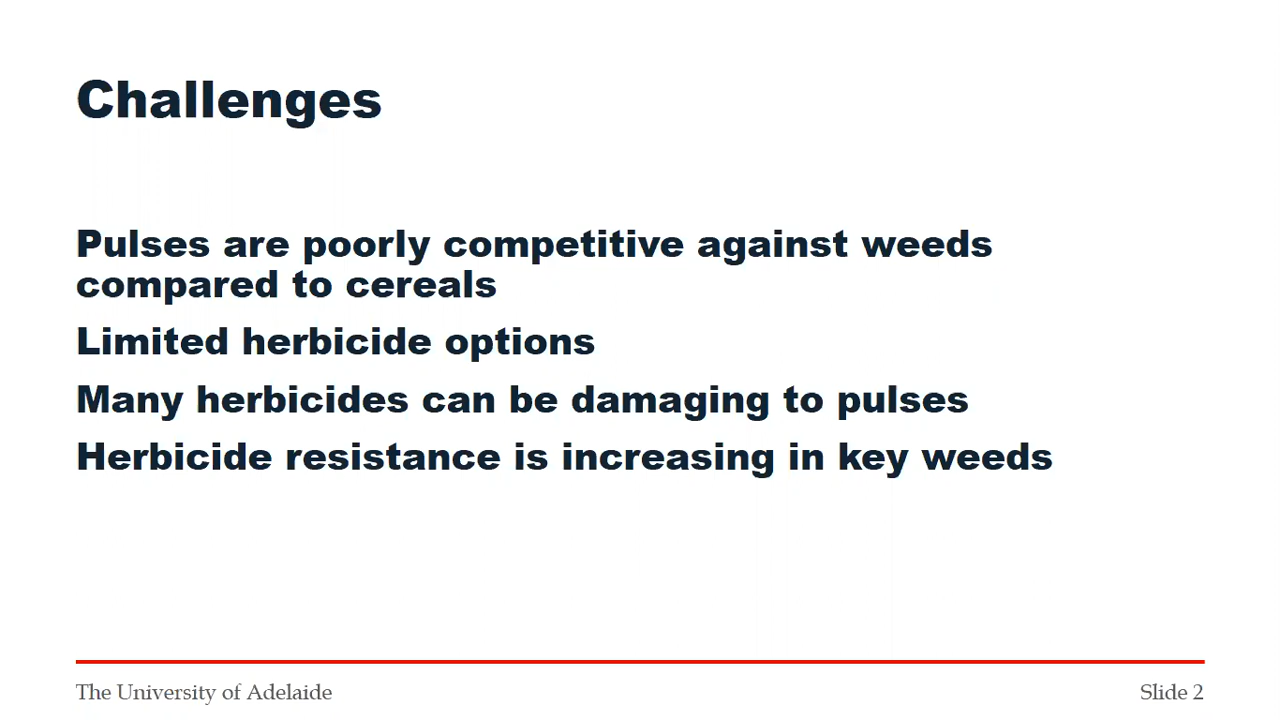 Challenges
Pulses are poorly competitive against weeds
compared to cereals
Limited herbicide options
Many herbicides can be damaging to pulses
Herbicide resistance is increasing in key weeds
The University of Adelaide
Slide 2